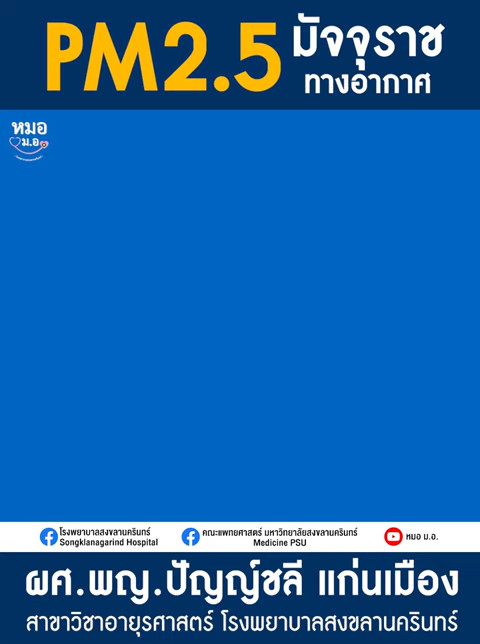 PM2.5 มัจจุราช
ทางอากาศ
หมอ
ม.อ.
โรงพยาบาลสงขลานครินทร์
Songklanagarind Hospital
คณะแพทยศาสตร์ มหาวิทยาลัยสงขลานครินทร์
Medicine PSU
หมอ ม.อ.
ผศ.พญ.ปัญญ์ชลี แก่นเมือง
สาขาวิชาอายุรศาสตร์ โรงพยาบาลสงขลานครินทร์